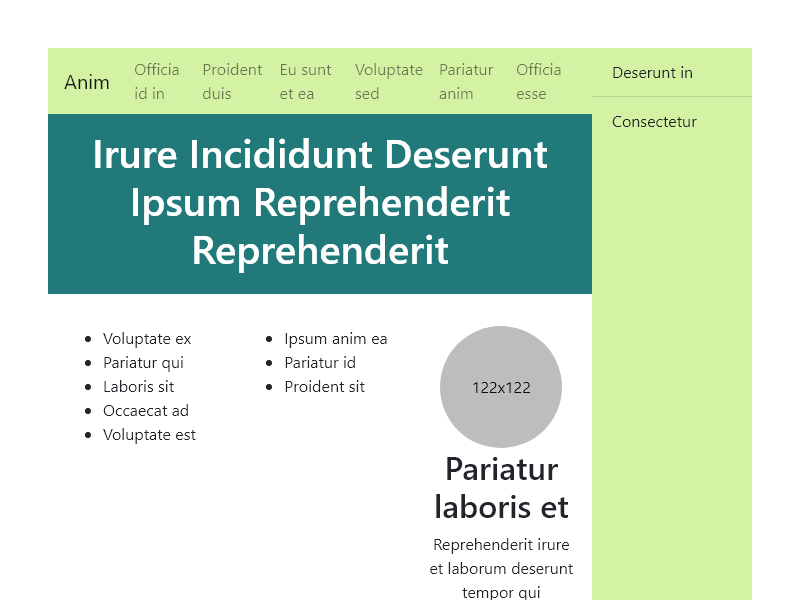 Anim
Officia
id in
Proident
duis
Eu sunt
et ea
Voluptate
sed
Pariatur
anim
Officia
esse
Deserunt in
Consectetur
Irure Incididunt Deserunt
Ipsum Reprehenderit
Reprehenderit
Voluptate ex
Pariatur qui
Laboris sit
Occaecat ad
Voluptate est
Ipsum anim ea
Pariatur id
Proident sit
122x122
Pariatur
laboris et
Reprehenderit irure
et laborum deserunt
tempor qui